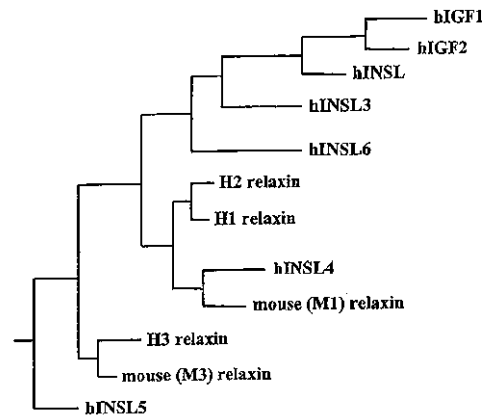 hIGF1
hIGF2
hINSL
hINSL3
hINSL6
H2 relaxin
H1 relaxin
hINSL4
mouse (M1) relaxin
H3 relaxin
mouse (M3) relaxin
hINSL5